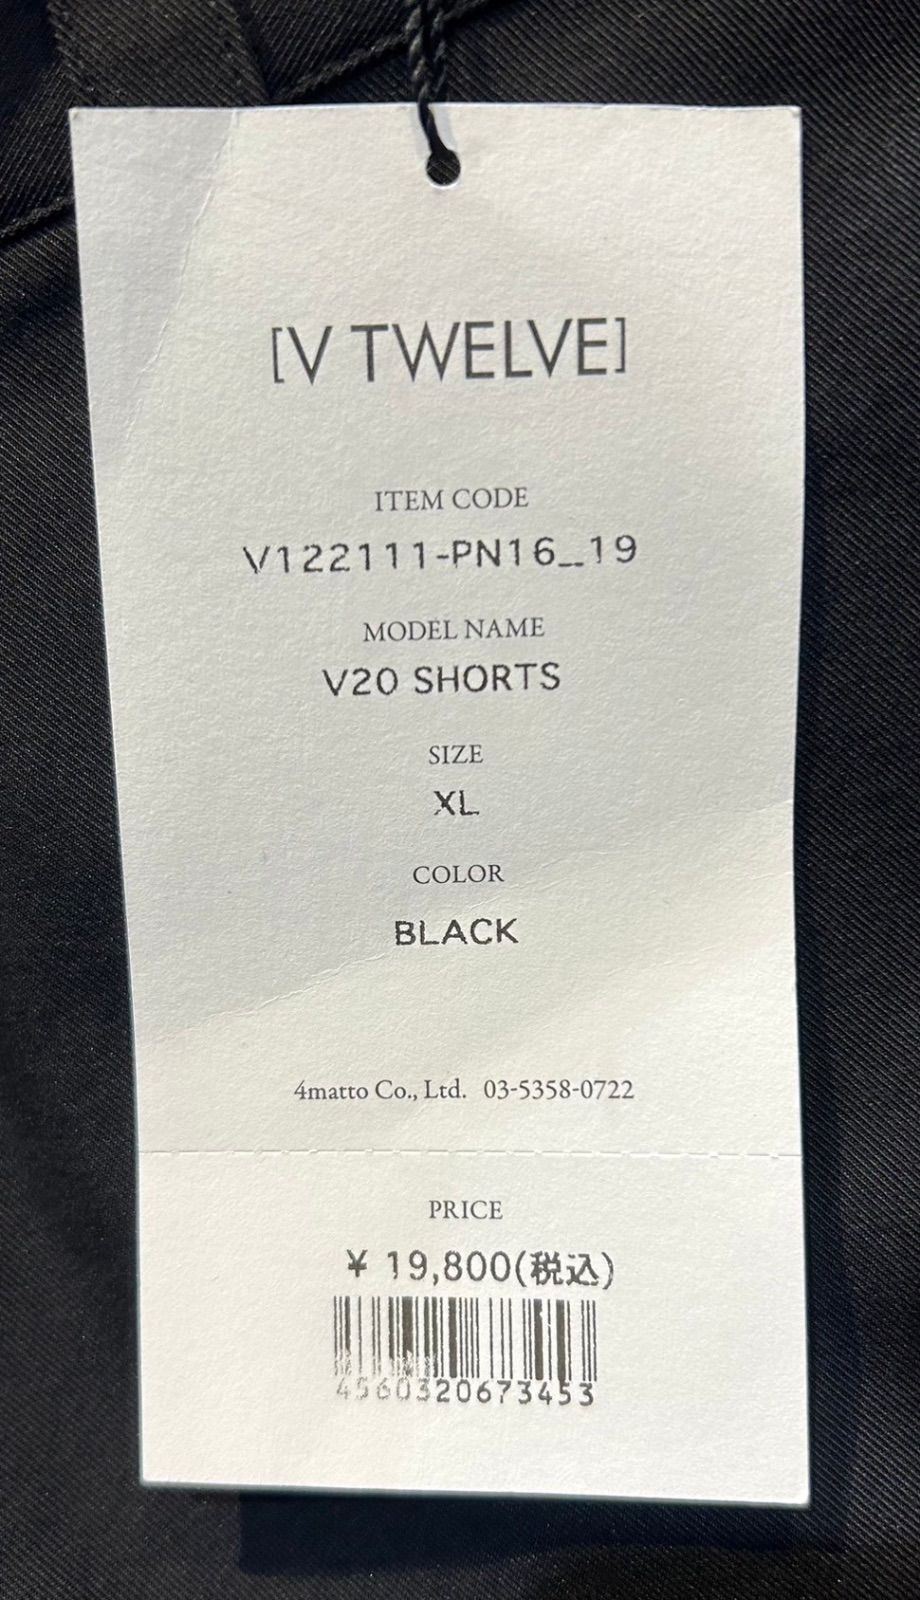 [V TWELVE]
ITEM CODE
V122111-PN16_19
MODEL NAME
V20 SHORTS
SIZE
XL
COLOR
BLACK
4matto Co., Ltd. 03-5358-0722
PRICE
¥ 19,800(税込)
4560320673453